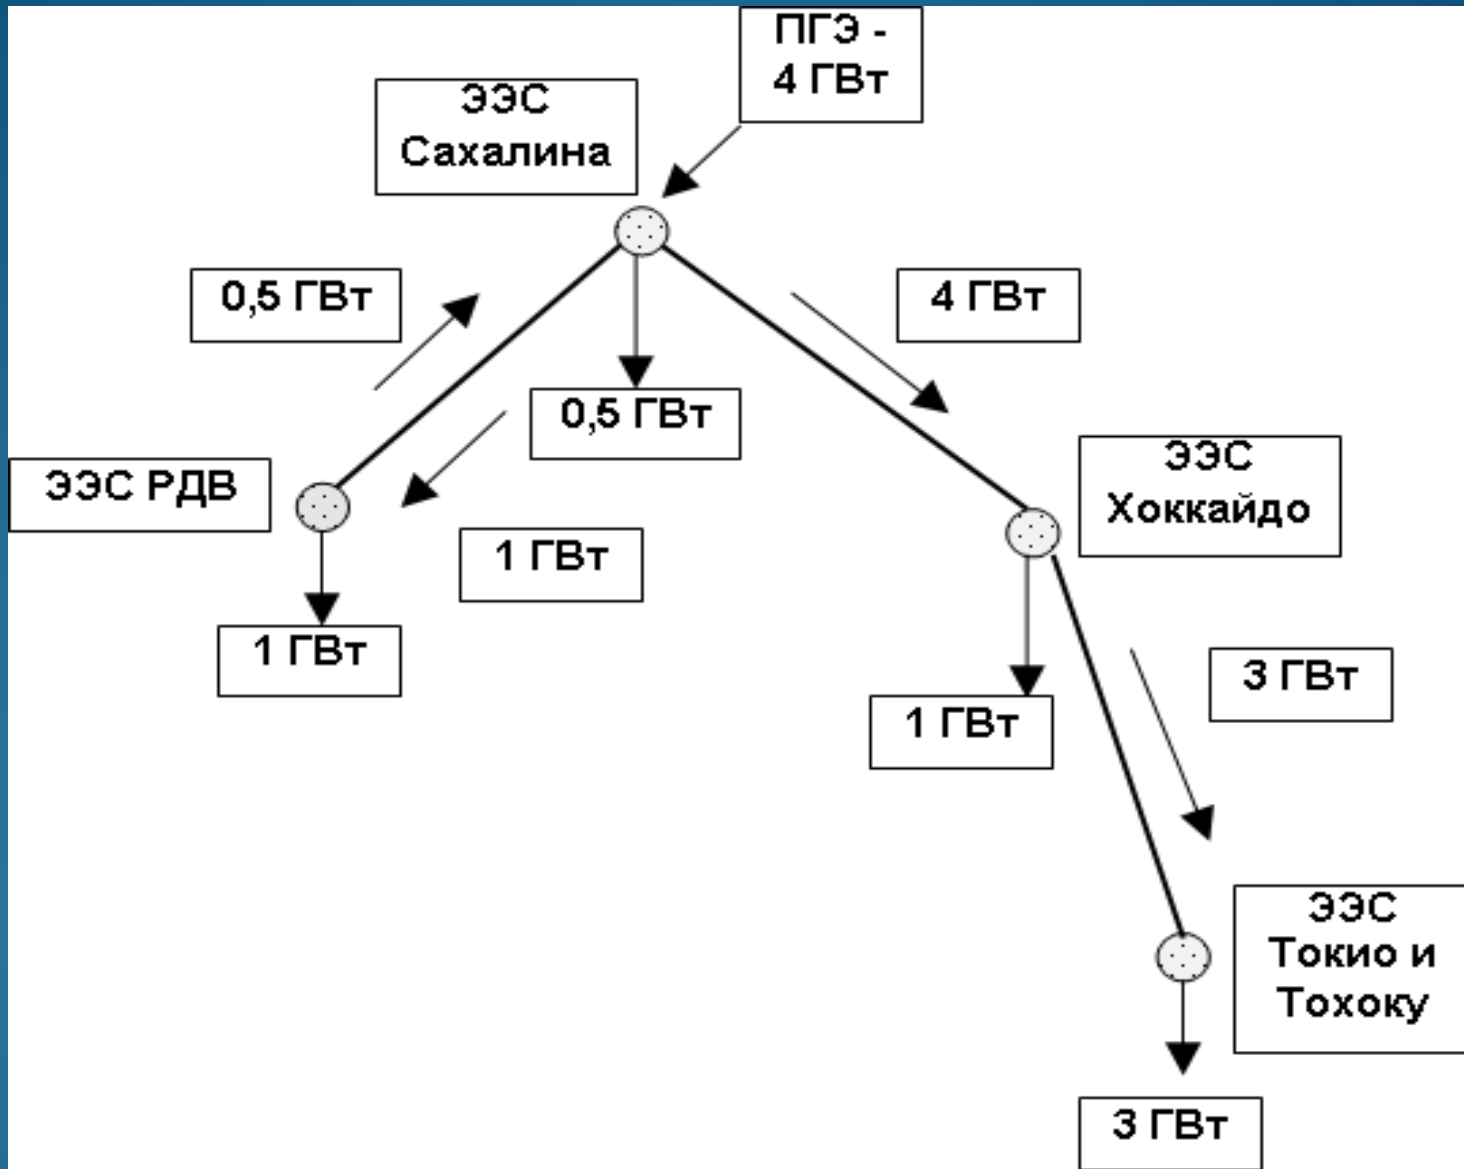 ПГЭ -
4 ГВт
ЭЭС
Сахалина
0,5 ГВт
4 ГВт
0,5 ГВт
ЭЭС РДВ
1 ГВт
ЭЭС
Хоккайдо
1 ГВт
3 ГВт
1 ГВт
ЭЭС
Токио и
Тохоку
3 ГВт